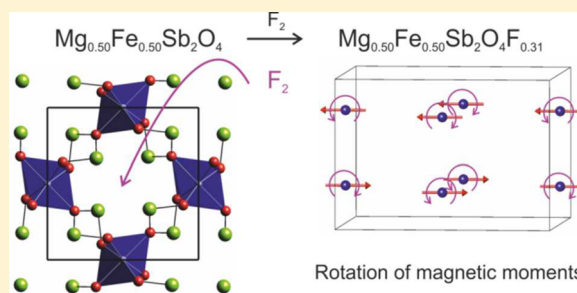 F₂
Mg₀.₅₀Fe₀.₅₀Sb₂O₄ → Mg₀.₅₀Fe₀.₅₀Sb₂O₄F₀.₃₁
F₂
Rotation of magnetic moments